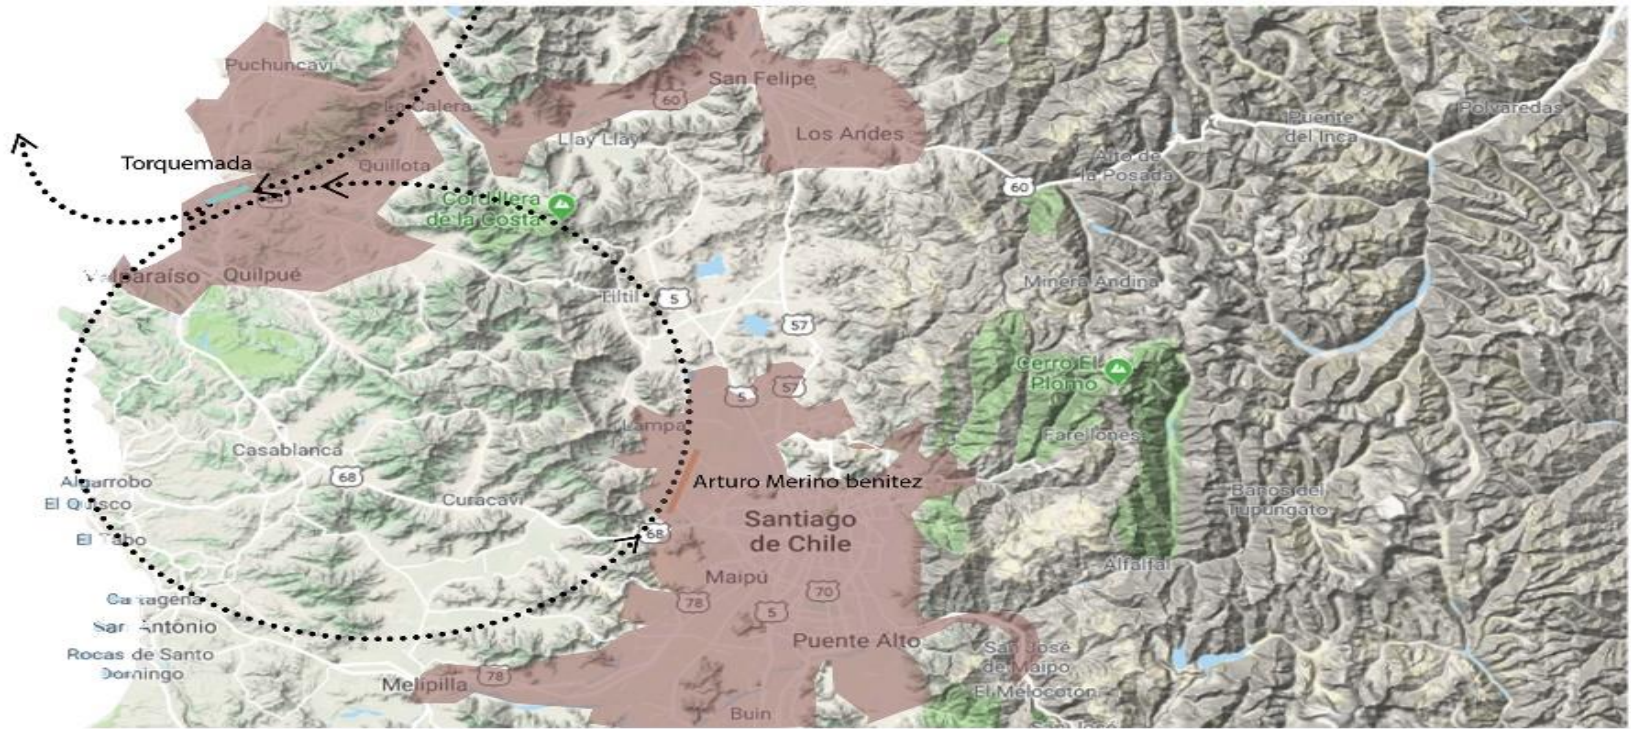 Puchuncaví
La Calera
San Felipe
60
Llay Llay
Los Andes
Puente
del Inca
Polvaredas
Alto de
la Posada
60
Torquemada
Quillota
Cordillera
de la Costa
Valparaíso
Quilpué
Tiltil
5
57
Minera Andina
Cerro El
Plomo
5
57
Lampa
Farellones
Casablanca
68
Algarrobo
El Quisco
Curacaví
Arturo Merino benitez
Baños del
Tupungato
El Tabo
68
Santiago
de Chile
Alfalfal
Maipú
70
Cartagena
78
5
San António
Puente Alto
San José
de Maipo
Rocas de Santo
Domingo
Melipilla
78
El Melocotón
Buin